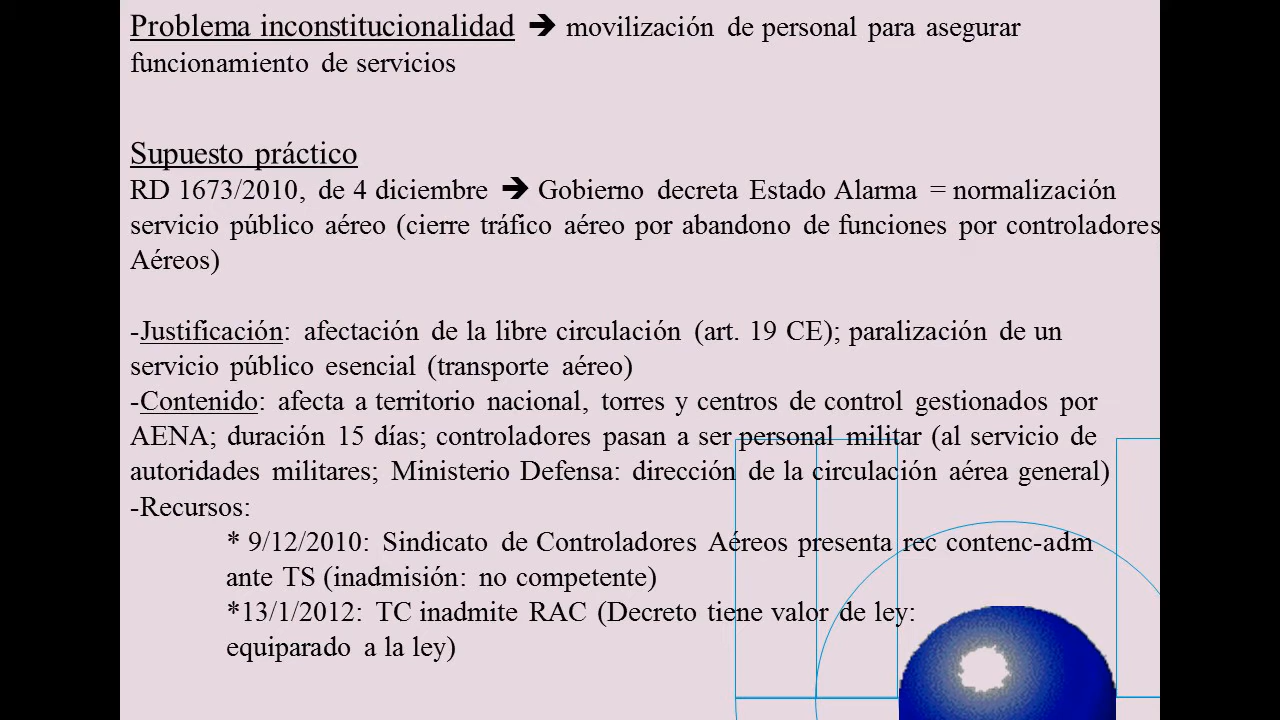 Problema inconstitucionalidad ➔ movilización de personal para asegurar
funcionamiento de servicios
Supuesto práctico
RD 1673/2010, de 4 diciembre ➔ Gobierno decreta Estado Alarma = normalización
servicio público aéreo (cierre tráfico aéreo por abandono de funciones por controladores
Aéreos)
-Justificación: afectación de la libre circulación (art. 19 CE); paralización de un
servicio público esencial (transporte aéreo)
-Contenido: afecta a territorio nacional, torres y centros de control gestionados por
AENA; duración 15 días; controladores pasan a ser personal militar (al servicio de
autoridades militares; Ministerio Defensa: dirección de la circulación aérea general)
-Recursos:
* 9/12/2010: Sindicato de Controladores Aéreos presenta rec contenc-adm
ante TS (inadmisión: no competente)
*13/1/2012: TC inadmite RAC (Decreto tiene valor de ley:
equiparado a la ley)